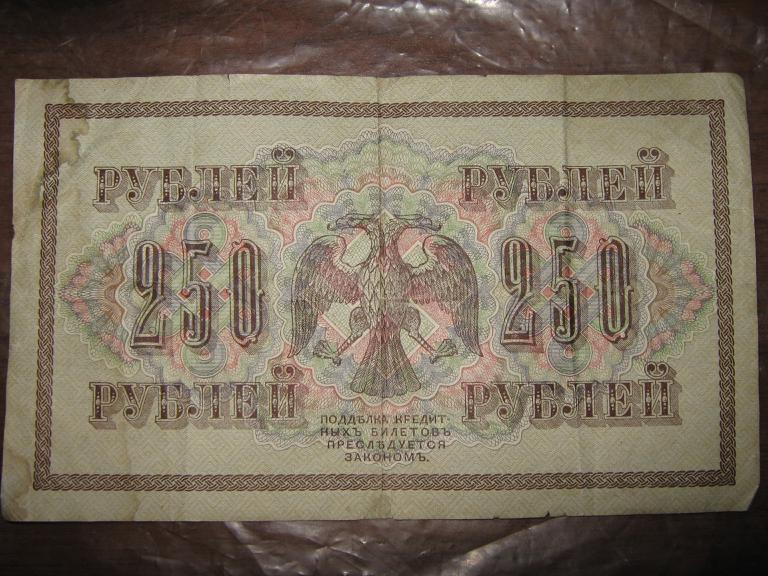 РУБЛЕЙ РУБЛЕЙ
250 250
РУБЛЕЙ РУБЛЕЙ
ПОДДѢЛКА КРЕДИТ-
НЫХЪ БИЛЕТОВЪ
ПРЕСЛѢДУЕТСЯ
ЗАКОНОМЪ.